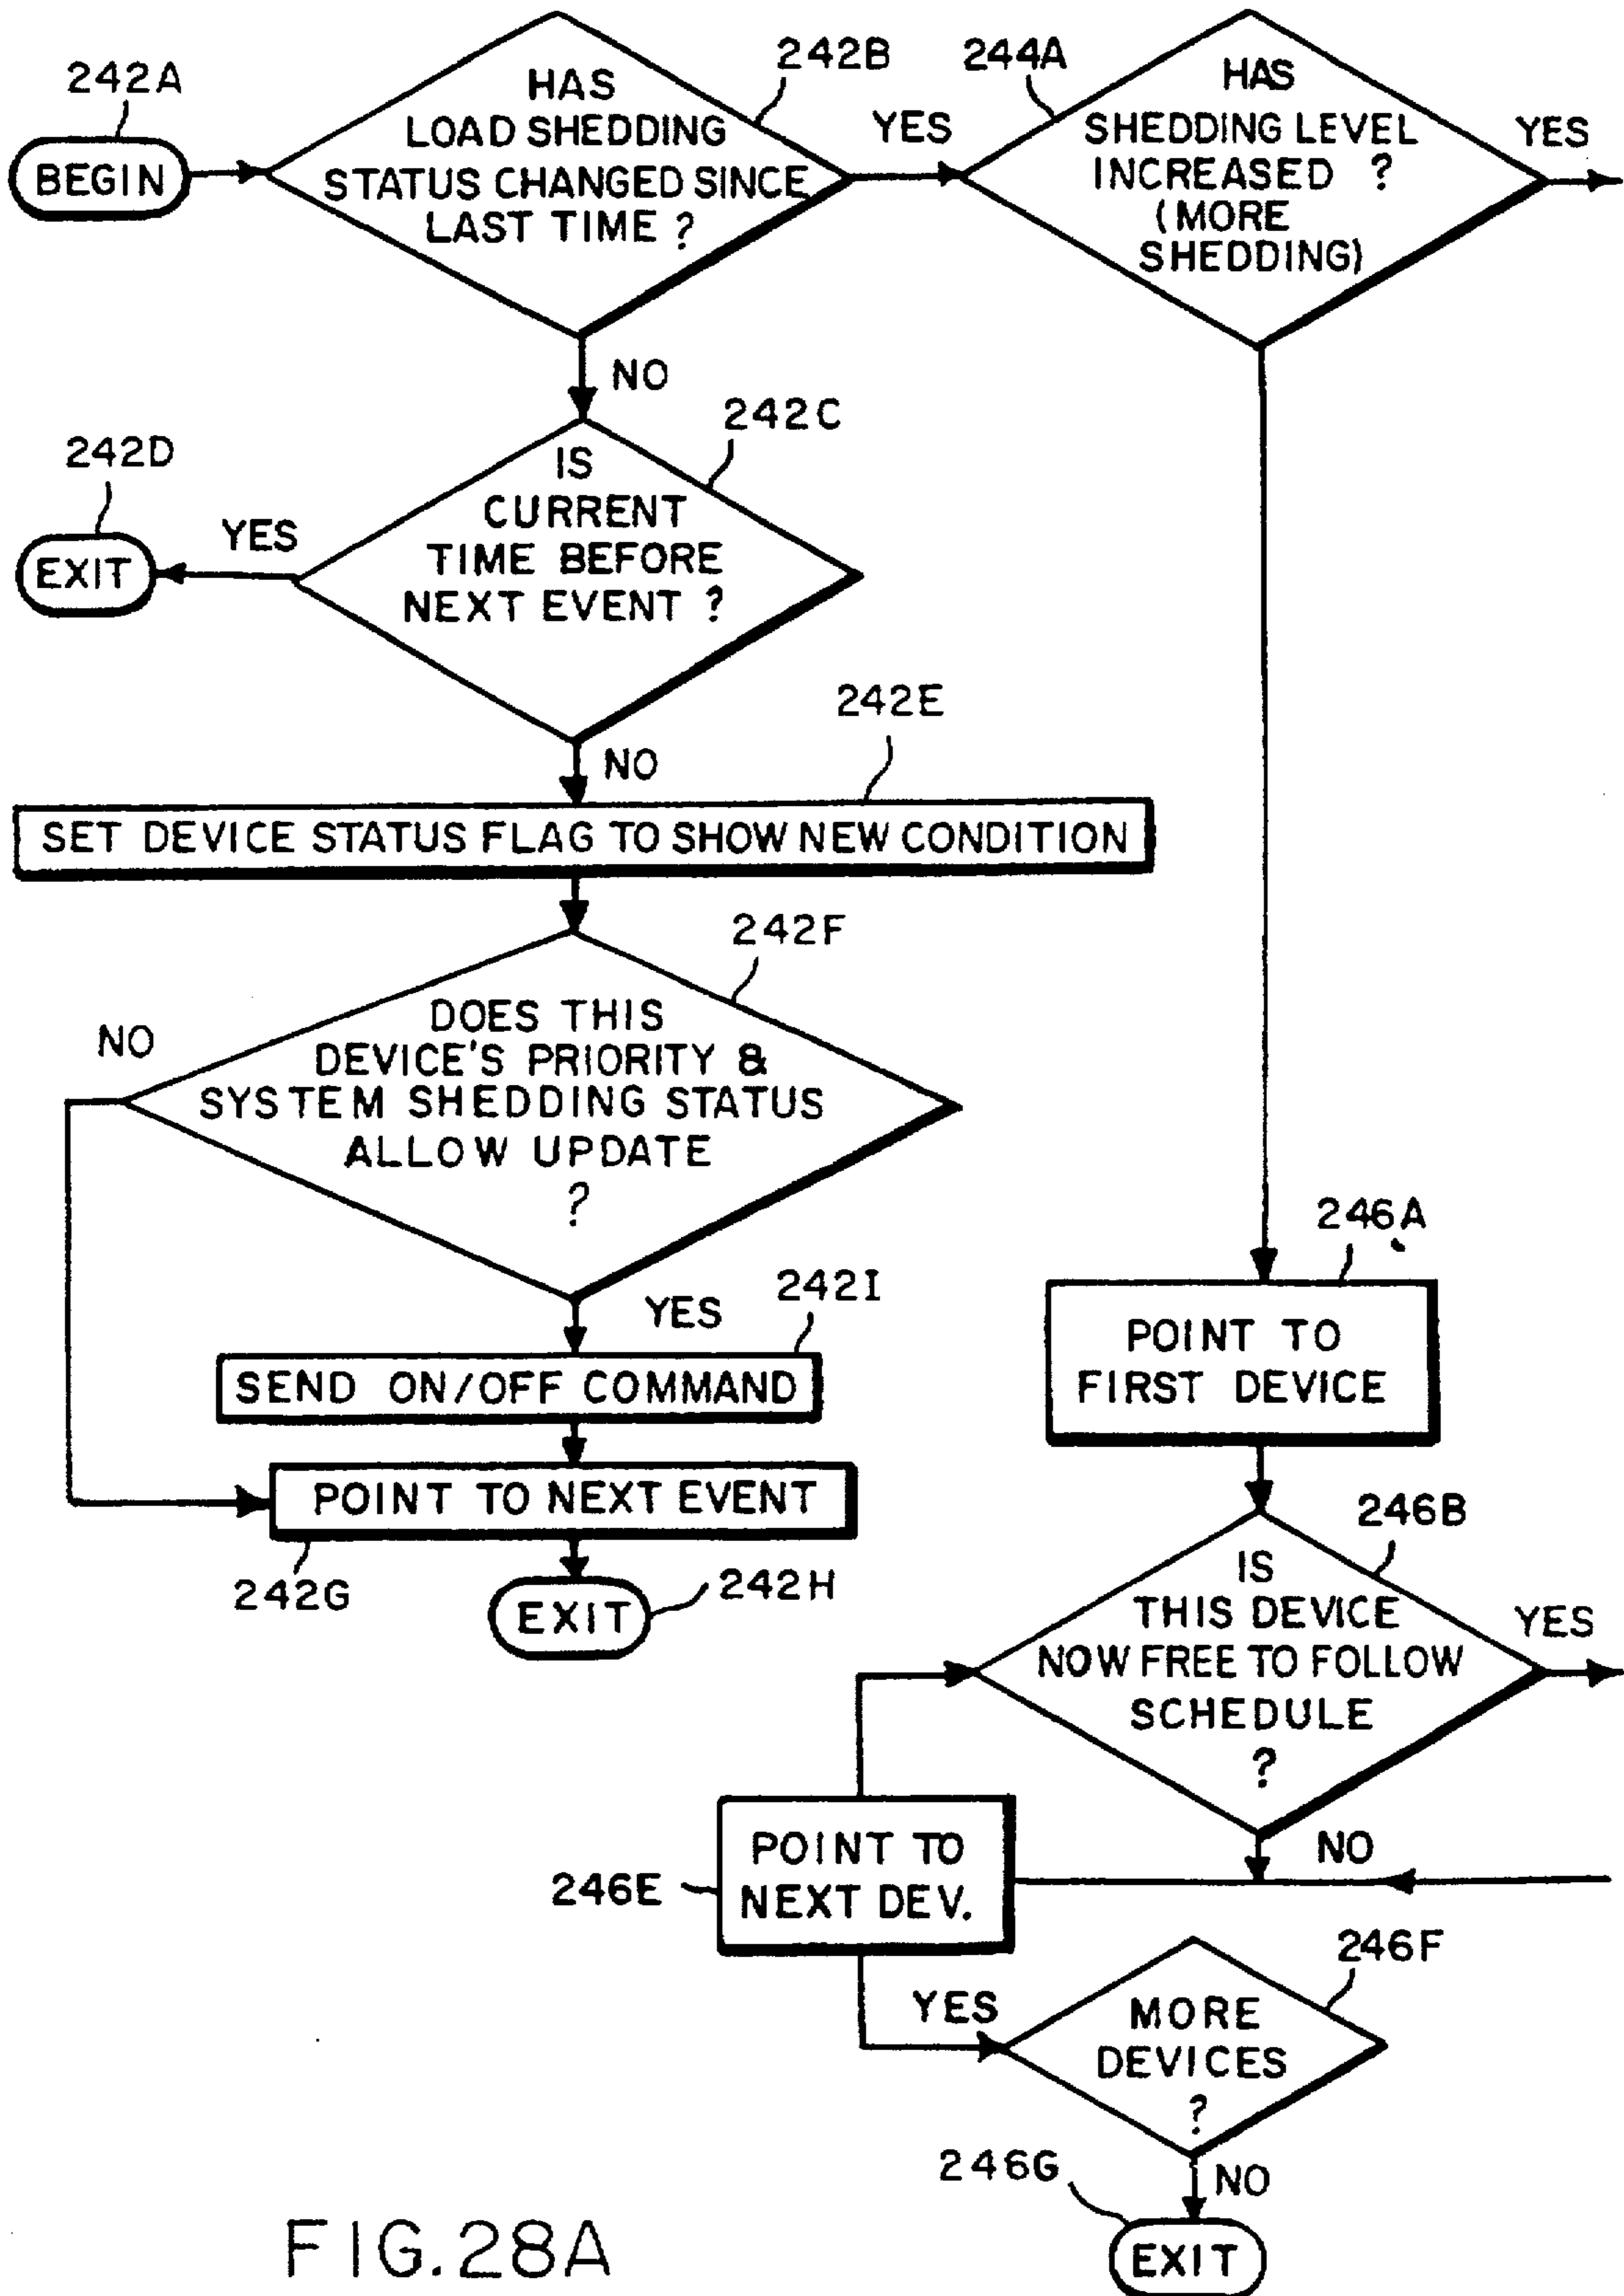 242A
BEGIN
HAS
LOAD SHEDDING
STATUS CHANGED SINCE
LAST TIME ?
242B
YES
244A
HAS
SHEDDING LEVEL
INCREASED ?
(MORE
SHEDDING)
YES
NO
242C
IS
CURRENT
TIME BEFORE
NEXT EVENT ?
242D
YES
EXIT
NO
242E
SET DEVICE STATUS FLAG TO SHOW NEW CONDITION
242F
DOES THIS
DEVICE'S PRIORITY &
SYSTEM SHEDDING STATUS
ALLOW UPDATE
?
NO
YES
242I
SEND ON/OFF COMMAND
POINT TO NEXT EVENT
242G
EXIT
242H
246A
POINT TO
FIRST DEVICE
246B
IS
THIS DEVICE
NOW FREE TO FOLLOW
SCHEDULE
?
YES
NO
POINT TO
NEXT DEV.
246E
YES
246F
MORE
DEVICES
?
246G
NO
EXIT
FIG.28A